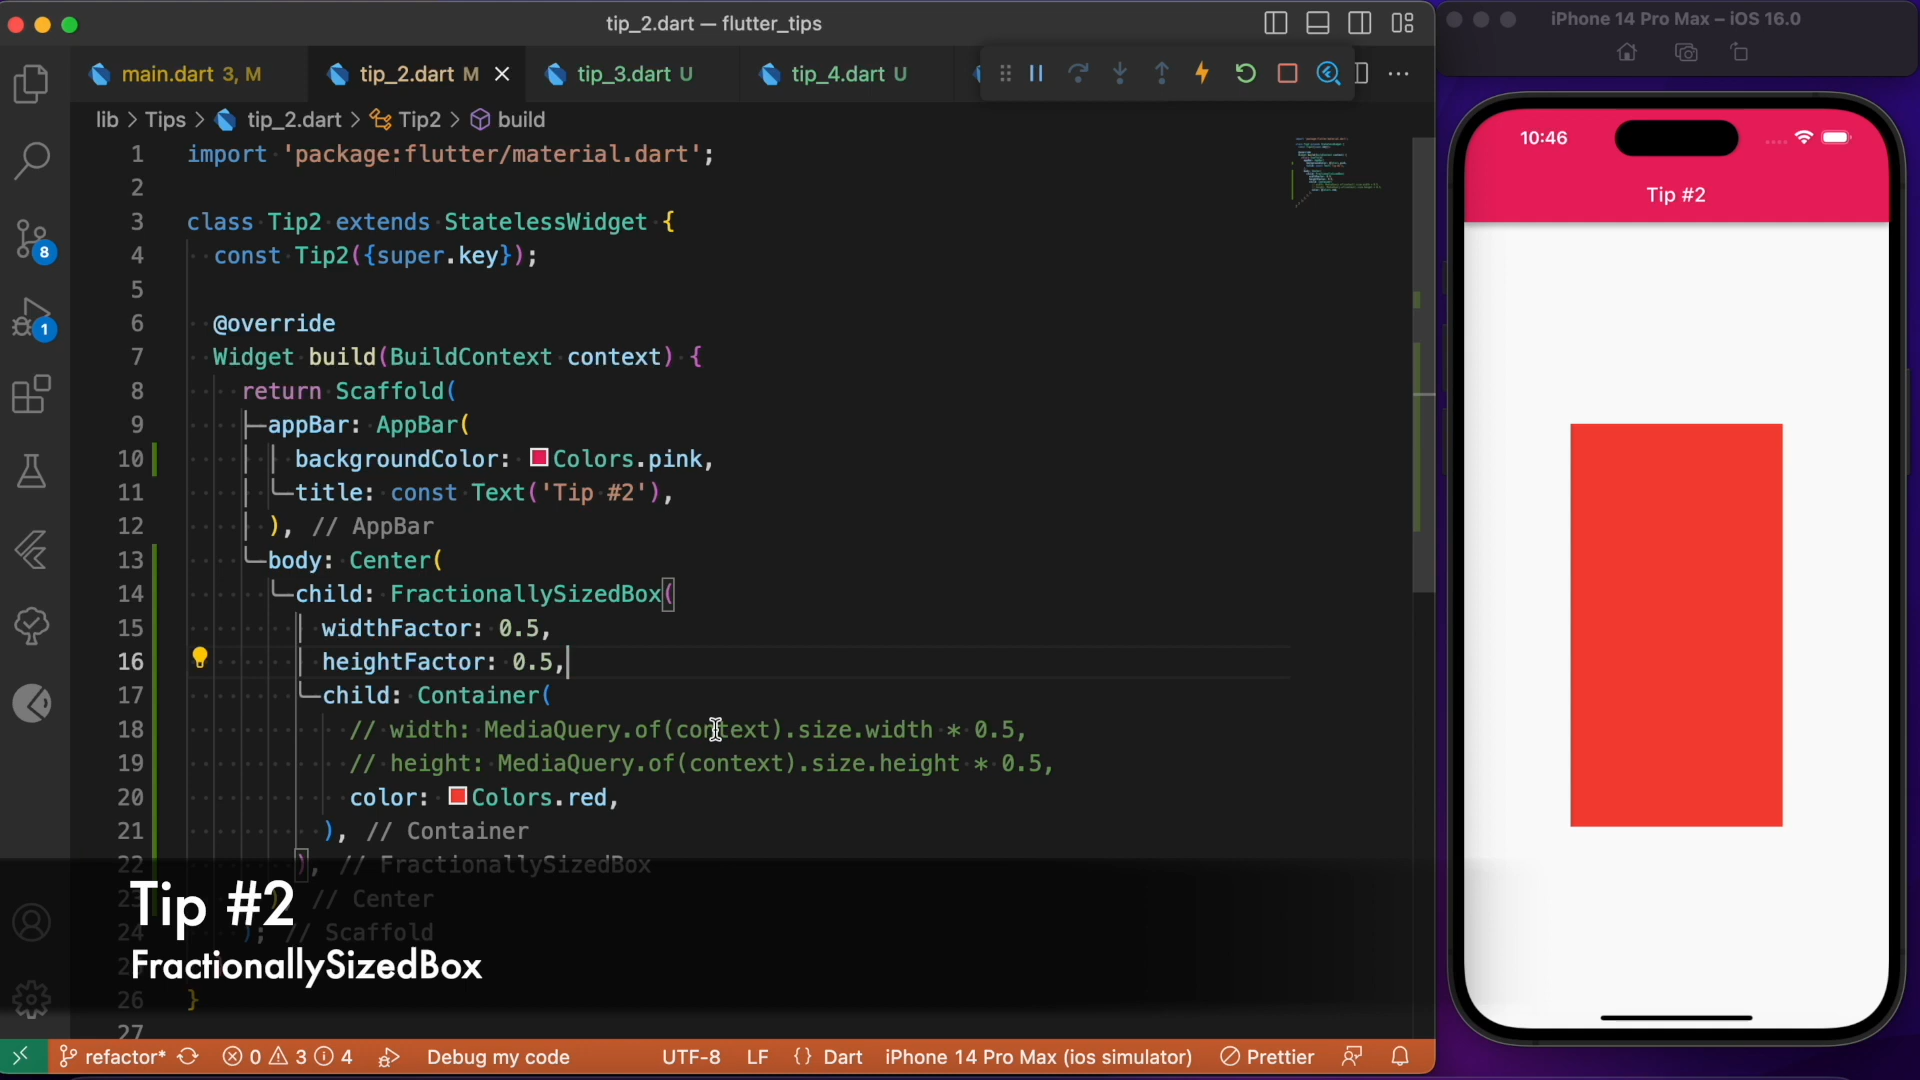 tip_2.dart — flutter_tips
main.dart 3, M
tip_2.dart M
tip_3.dart U
tip_4.dart U
lib > Tips > tip_2.dart > Tip2 > build
1 import 'package:flutter/material.dart';
2
3 class Tip2 extends StatelessWidget {
4 const Tip2({super.key});
5
6 @override
7 Widget build(BuildContext context) {
8 return Scaffold(
9 appBar: AppBar(
10 backgroundColor: Colors.pink,
11 title: const Text('Tip #2'),
12 ), // AppBar
13 body: Center(
14 child: FractionallySizedBox(
15 widthFactor: 0.5,
16 heightFactor: 0.5,
17 child: Container(
18 // width: MediaQuery.of(context).size.width * 0.5,
19 // height: MediaQuery.of(context).size.height * 0.5,
20 color: Colors.red,
21 ), // Container
22 ), // FractionallySizedBox
23 ), // Center
24 ); // Scaffold
26 }
27
8
1
Tip #2
FractionallySizedBox
refactor* 0 3 4 Debug my code UTF-8 LF {} Dart iPhone 14 Pro Max (ios simulator) Prettier
iPhone 14 Pro Max – iOS 16.0
10:46
Tip #2